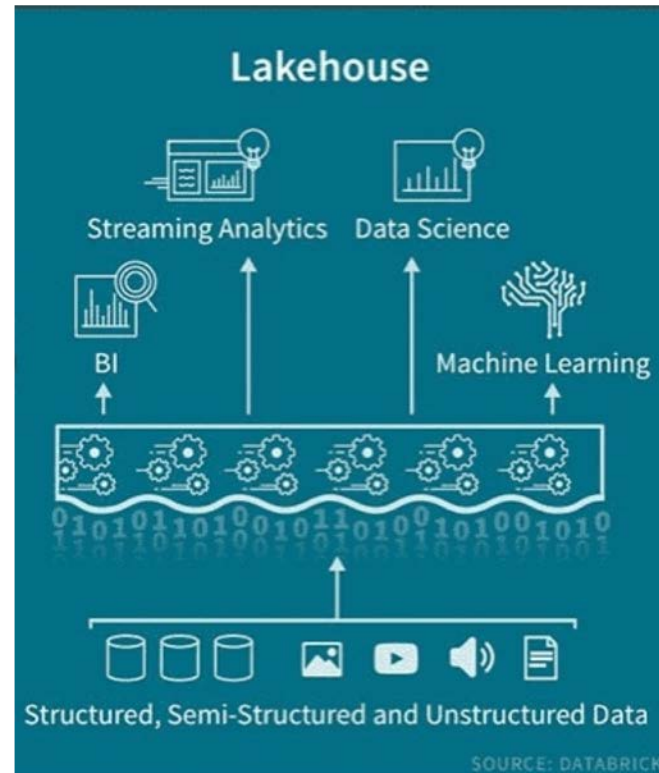 Lakehouse
Streaming Analytics
Data Science
BI
Machine Learning
Structured, Semi-Structured and Unstructured Data
SOURCE: DATABRICK